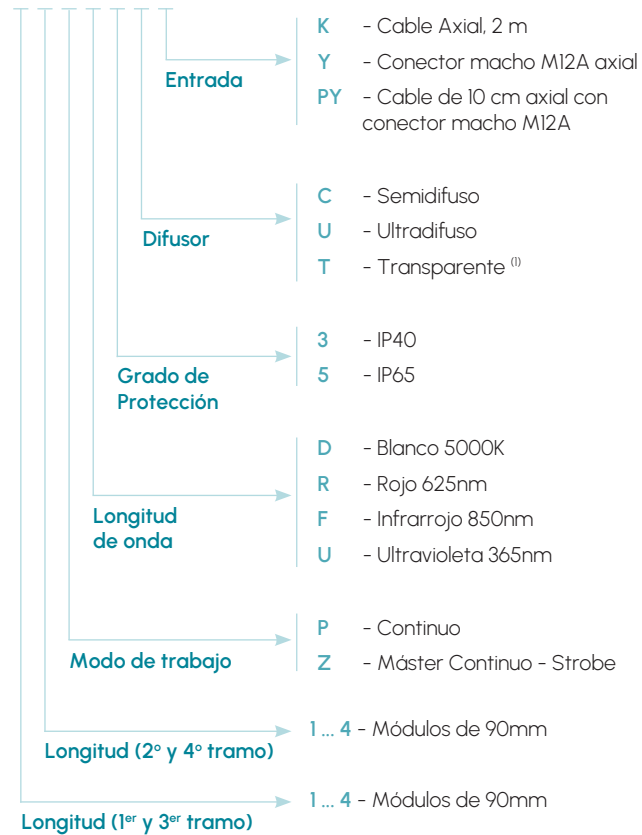 K - Cable Axial, 2 m
Y - Conector macho M12A axial
Entrada
PY - Cable de 10 cm axial con
conector macho M12A
C - Semidifuso
U - Ultradifuso
Difusor
T - Transparente (1)
3 - IP40
Grado de
Protección
5 - IP65
D - Blanco 5000K
R - Rojo 625nm
Longitud
de onda
F - Infrarrojo 850nm
U - Ultravioleta 365nm
P - Continuo
Modo de trabajo
Z - Máster Continuo - Strobe
1 ... 4 - Módulos de 90mm
Longitud (2º y 4º tramo)
1 ... 4 - Módulos de 90mm
Longitud (1er y 3er tramo)